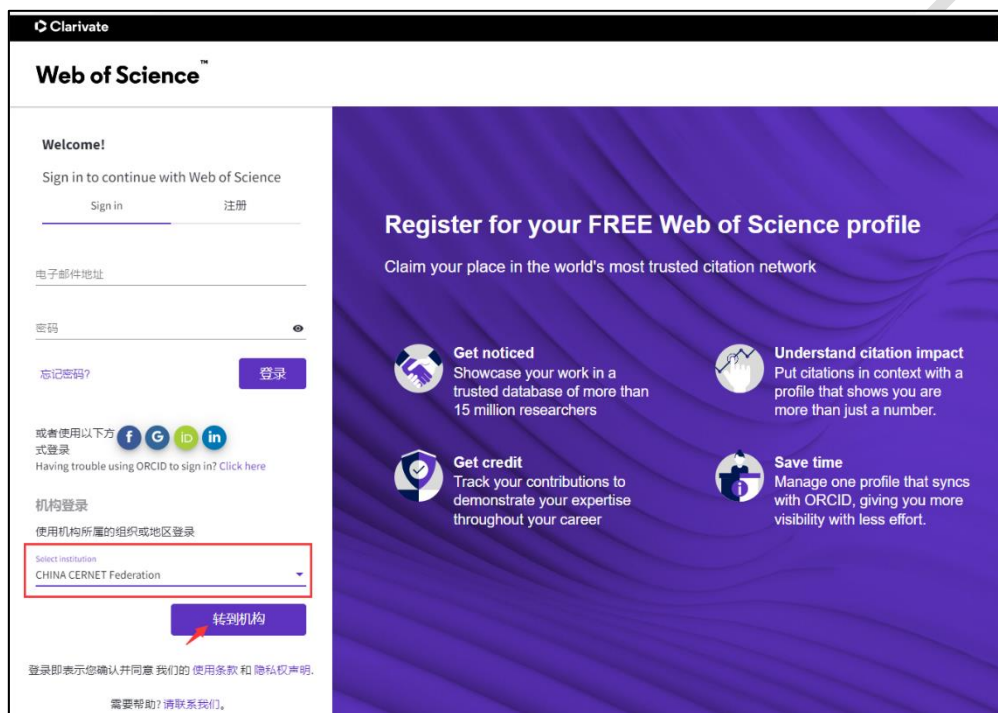 Clarivate
Web of Science™
Welcome!
Sign in to continue with Web of Science
Sign in
注册
电子邮件地址
密码
忘记密码?
登录
或者使用以下方
式登录
f G iD in
Having trouble using ORCID to sign in? Click here
机构登录
使用机构所属的组织或地区登录
Select institution
CHINA CERNET Federation
转到机构
登录即表示您确认并同意 我们的 使用条款 和 隐私权声明.
需要帮助? 请联系我们。
Register for your FREE Web of Science profile
Claim your place in the world's most trusted citation network
Get noticed
Showcase your work in a
trusted database of more than
15 million researchers
Understand citation impact
Put citations in context with a
profile that shows you are
more than just a number.
Get credit
Track your contributions to
demonstrate your expertise
throughout your career
Save time
Manage one profile that syncs
with ORCID, giving you more
visibility with less effort.